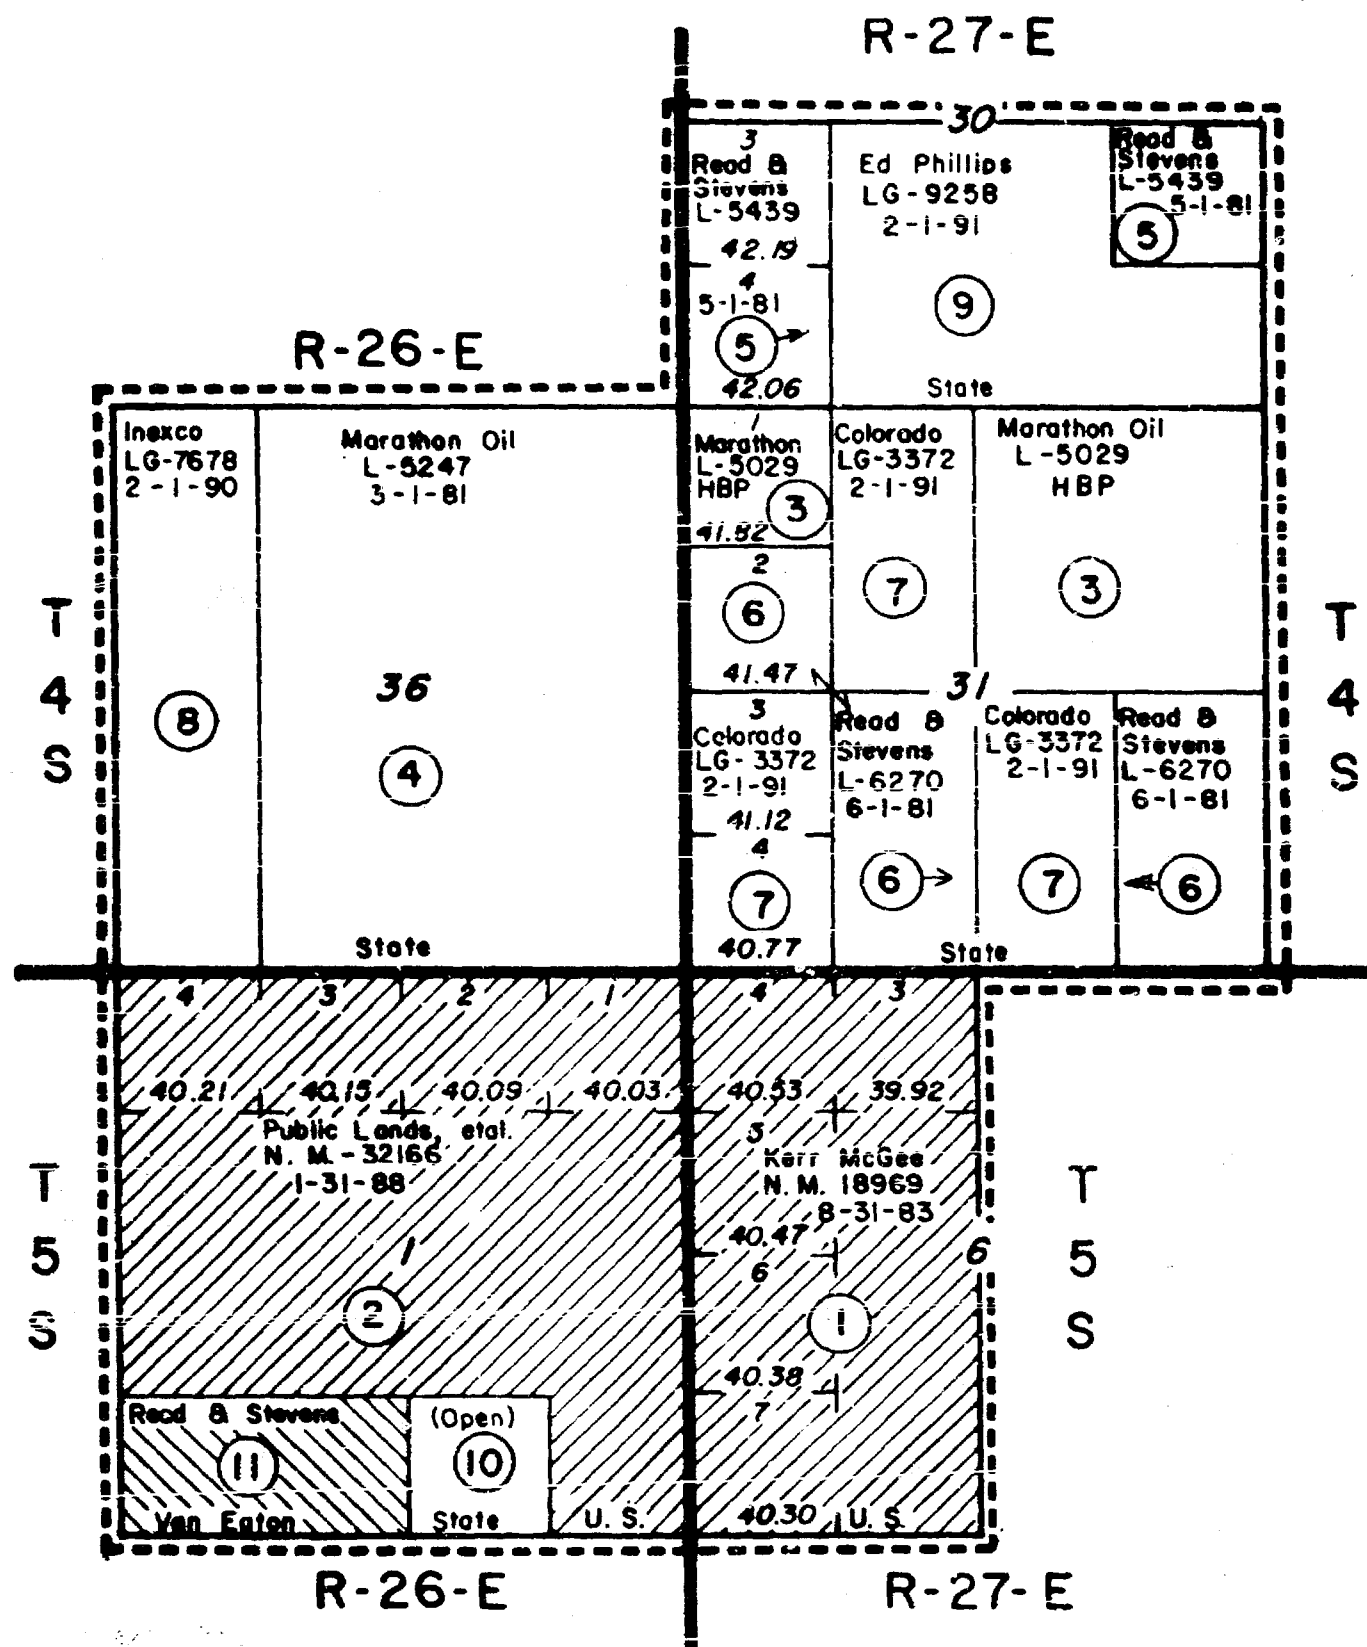 R-27-E
30
3
Read &
Stevens
L-5439
42.19
4
5-1-81
5
42.06
Ed Phillips
LG-9258
2-1-91
9
State
Read &
Stevens
L-5439
5-1-81
5
R-26-E
Inexco
LG-7678
2-1-90
8
Marathon Oil
L-5247
3-1-81
36
4
State
1
Marathon
L-5029
HBP
3
41.82
2
6
41.47
Colorado
LG-3372
2-1-91
7
Marathon Oil
L-5029
HBP
3
31
3
Colorado
LG-3372
2-1-91
41.12
4
7
40.77
Read &
Stevens
L-6270
6-1-81
6
Colorado
LG-3372
2-1-91
7
Read &
Stevens
L-6270
6-1-81
6
State
T
4
S
T
4
S
4
3
2
1
40.21
40.15
40.09
40.03
Public Lands, etal.
N. M. - 32166
1-31-88
1
2
Read & Stevens
11
Van Eaton
(Open)
10
State
U. S.
4
3
40.53
39.92
5
Kerr McGee
N. M. 18969
8-31-83
40.47
6
6
1
40.38
7
40.30
U. S.
T
5
S
T
5
S
R-26-E
R-27-E